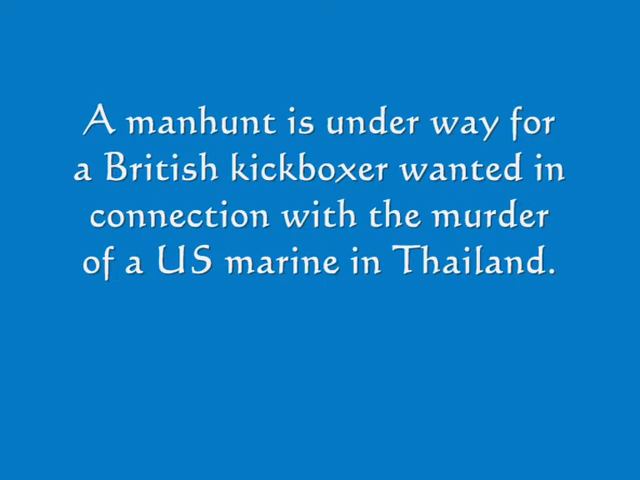 A manhunt is under way for
a British kickboxer wanted in
connection with the murder
of a US marine in Thailand.